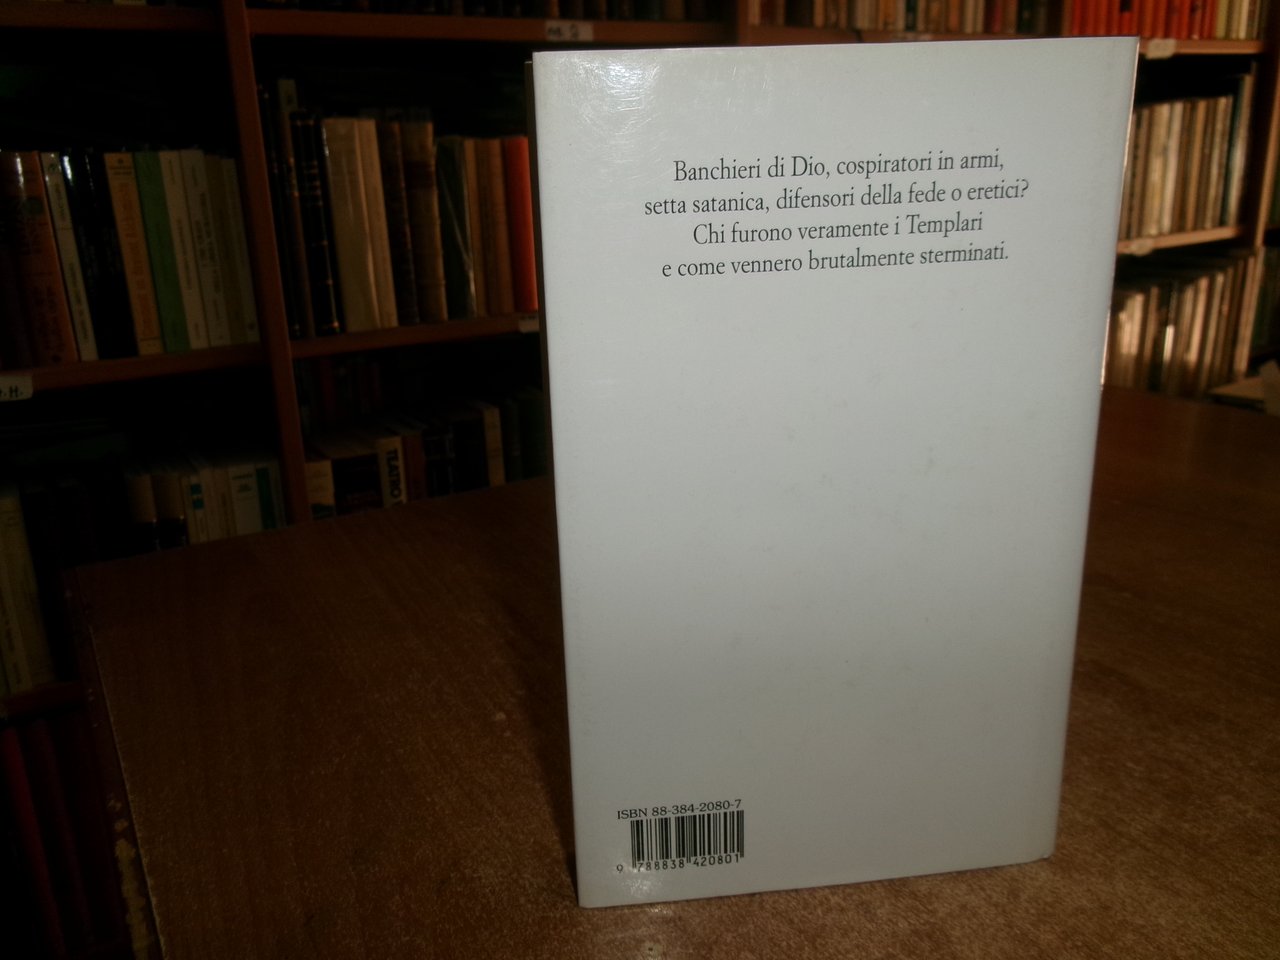 Banchieri di Dio, cospiratori in armi,
setta satanica, difensori della fede o eretici?
Chi furono veramente i Templari
e come vennero brutalmente sterminati.
ISBN 88-384-2080-7
9 788838 420801
TEATRO